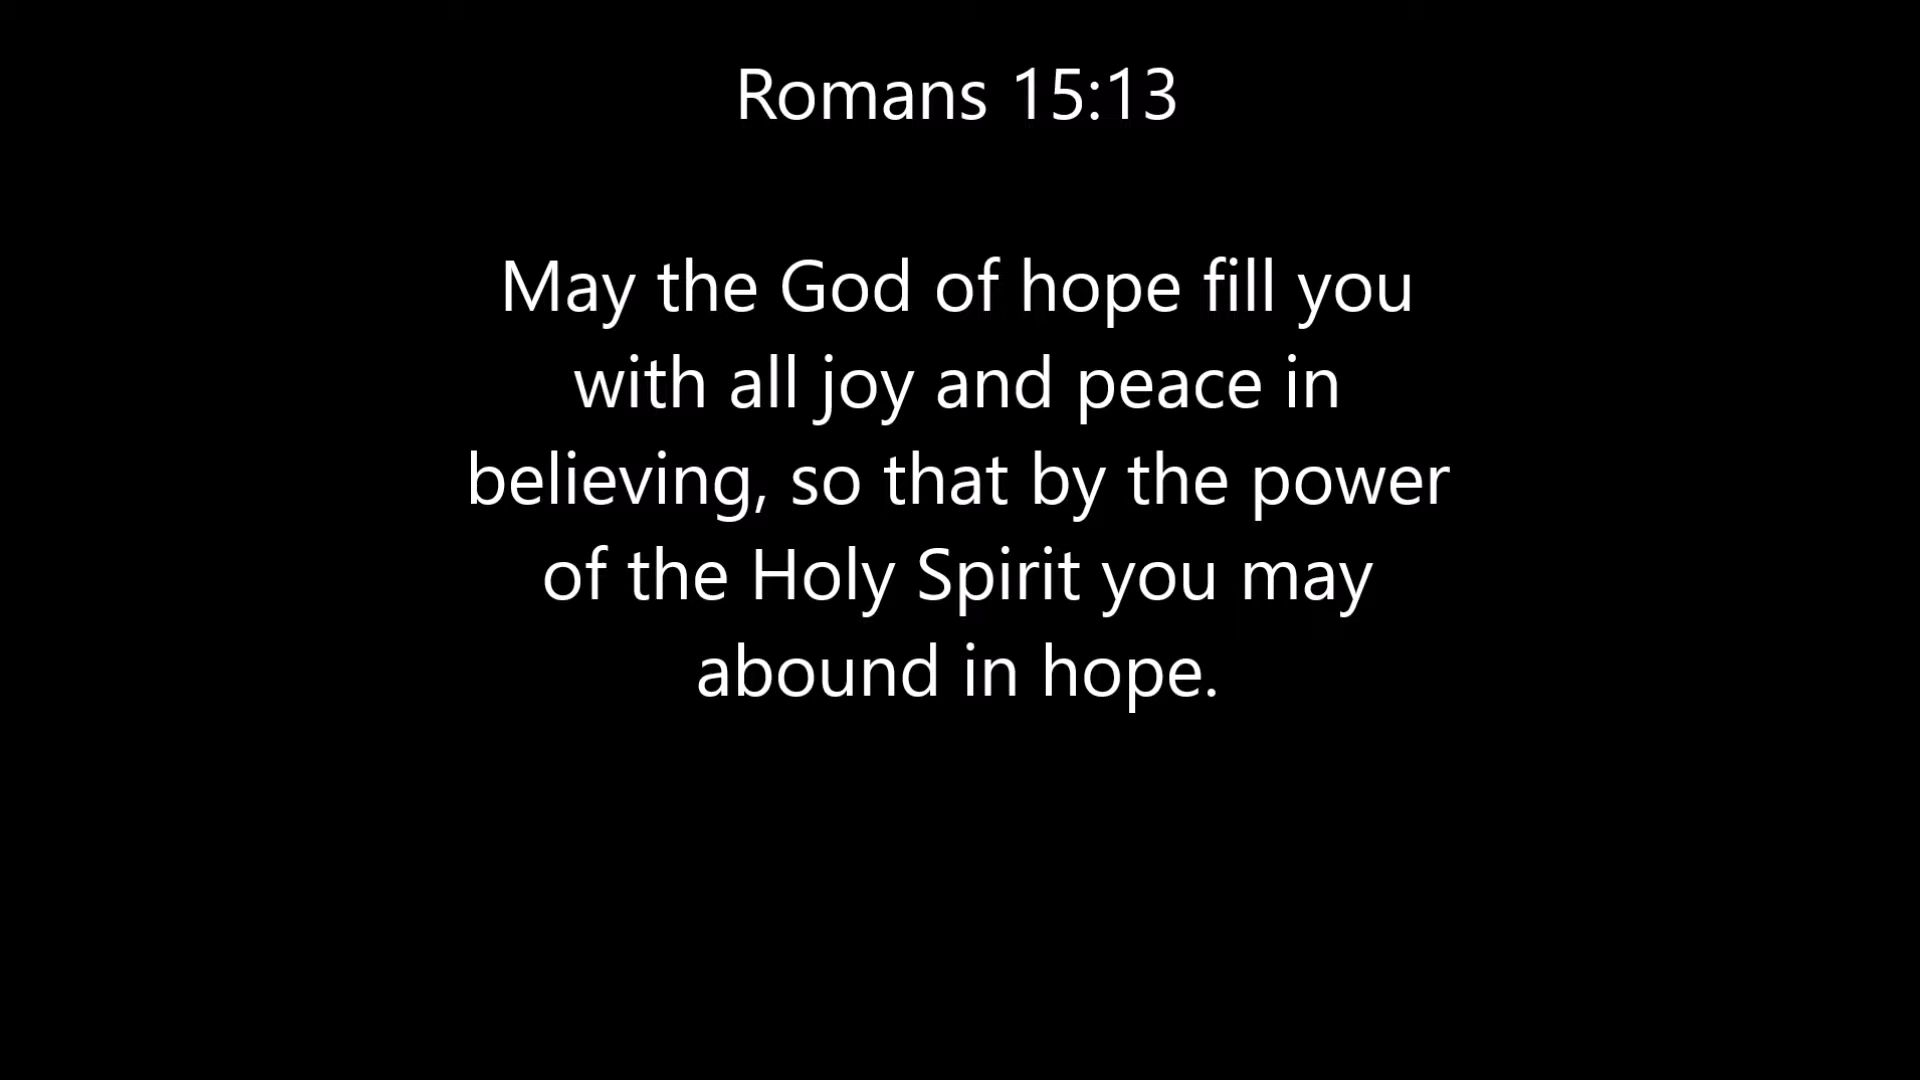 Romans 15:13
May the God of hope fill you
with all joy and peace in
believing, so that by the power
of the Holy Spirit you may
abound in hope.